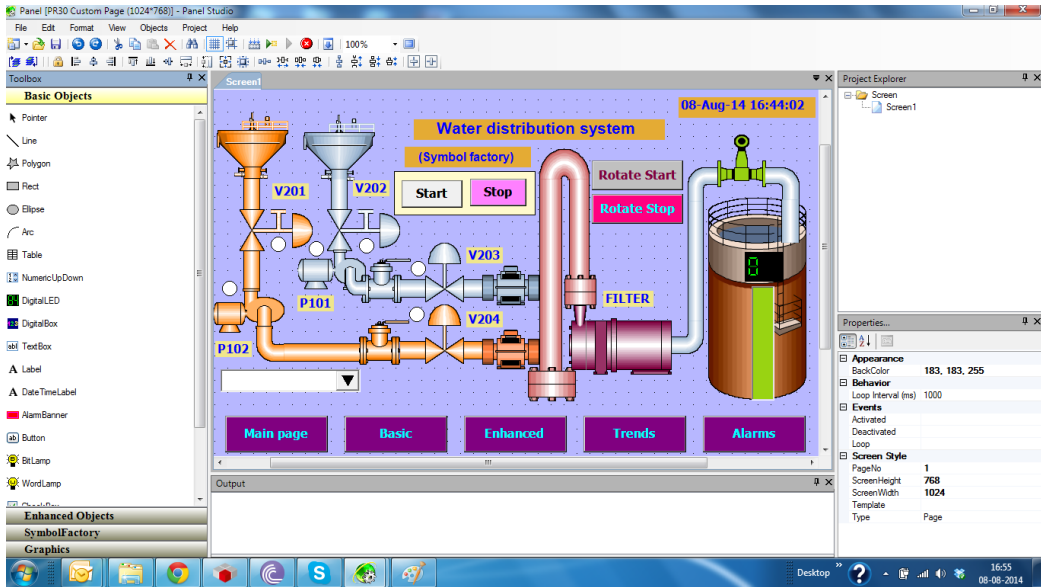 Panel [PR30 Custom Page (1024*768)] - Panel Studio
File Edit Format View Objects Project Help
100%
Toolbox
Basic Objects
Pointer
Line
Polygon
Rect
Ellipse
Arc
Table
NumericUpDown
DigitalLED
DigitalBox
TextBox
Label
DateTimeLabel
AlarmBanner
Button
BitLamp
WordLamp
CheckBox
Enhanced Objects
SymbolFactory
Graphics
Screen1
08-Aug-14 16:44:02
Water distribution system
(Symbol factory)
Start Stop
Rotate Start
Rotate Stop
V201
V202
V203
P101
FILTER
V204
P102
8
Main page Basic Enhanced Trends Alarms
Output
Project Explorer
Screen
Screen1
Properties...
Appearance
BackColor 183, 183, 255
Behavior
Loop Interval (ms) 1000
Events
Activated
Deactivated
Loop
Screen Style
PageNo 1
ScreenHeight 768
ScreenWidth 1024
Template
Type Page
Desktop
16:55
08-08-2014